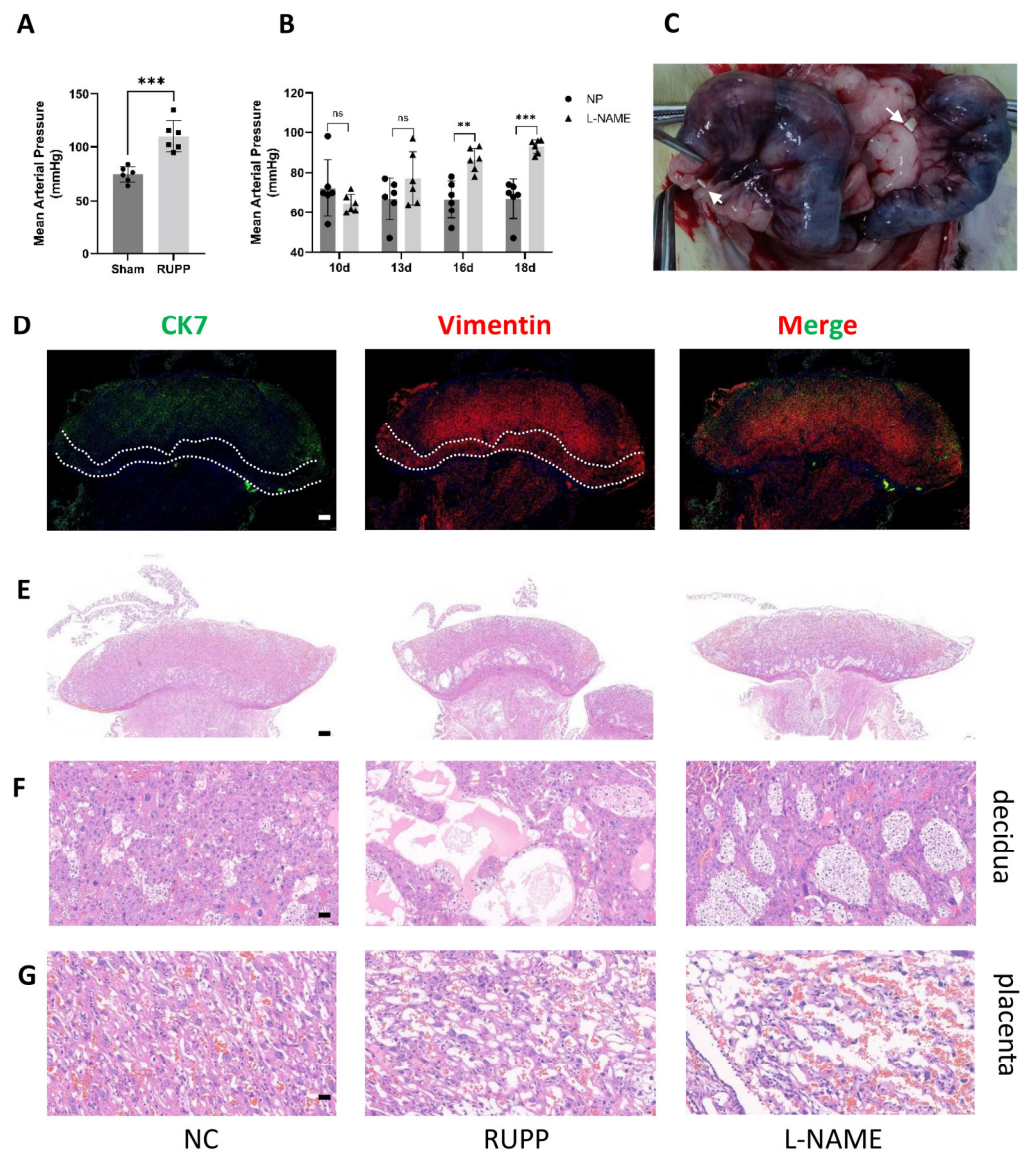 A
B
C
***
Mean Arterial Pressure
(mmHg)
150
100
50
0
Sham
RUPP
Mean Arterial Pressure
(mmHg)
120
100
80
60
40
ns
ns
**
***
NP
L-NAME
10d
13d
16d
18d
D
CK7
Vimentin
Merge
E
F
decidua
G
placenta
NC
RUPP
L-NAME